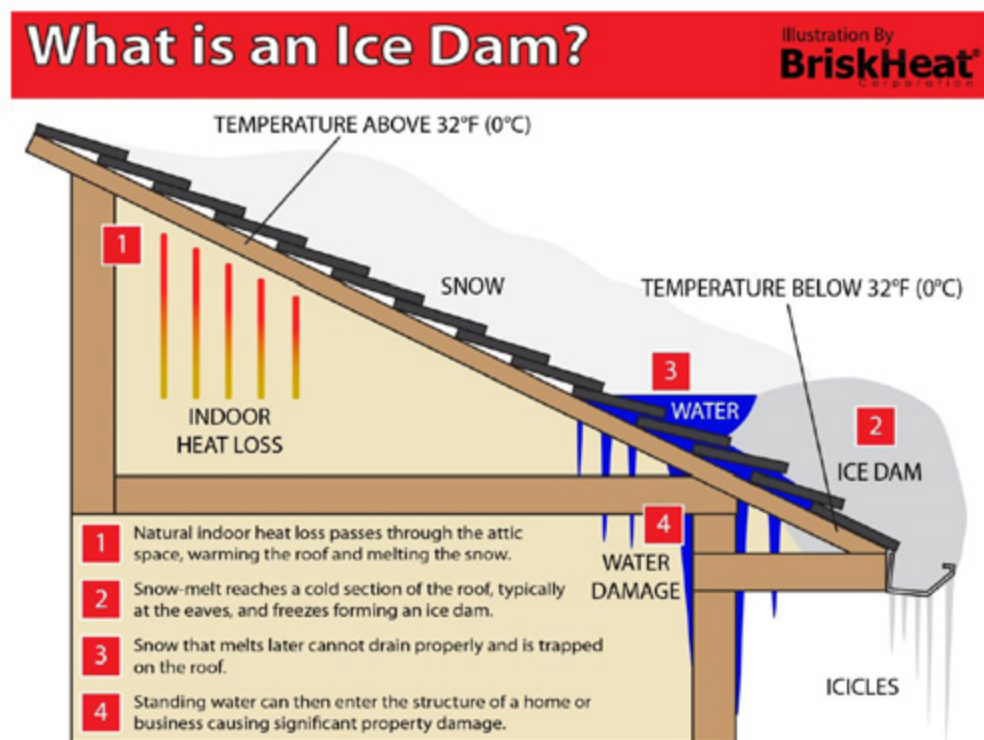 What is an Ice Dam?
Illustration By
BriskHeat®
Corporation
TEMPERATURE ABOVE 32°F (0°C)
1
SNOW
TEMPERATURE BELOW 32°F (0°C)
3
WATER
2
ICE DAM
INDOOR
HEAT LOSS
4
WATER
DAMAGE
ICICLES
1
Natural indoor heat loss passes through the attic
space, warming the roof and melting the snow.
2
Snow-melt reaches a cold section of the roof, typically
at the eaves, and freezes forming an ice dam.
3
Snow that melts later cannot drain properly and is trapped
on the roof.
4
Standing water can then enter the structure of a home or
business causing significant property damage.